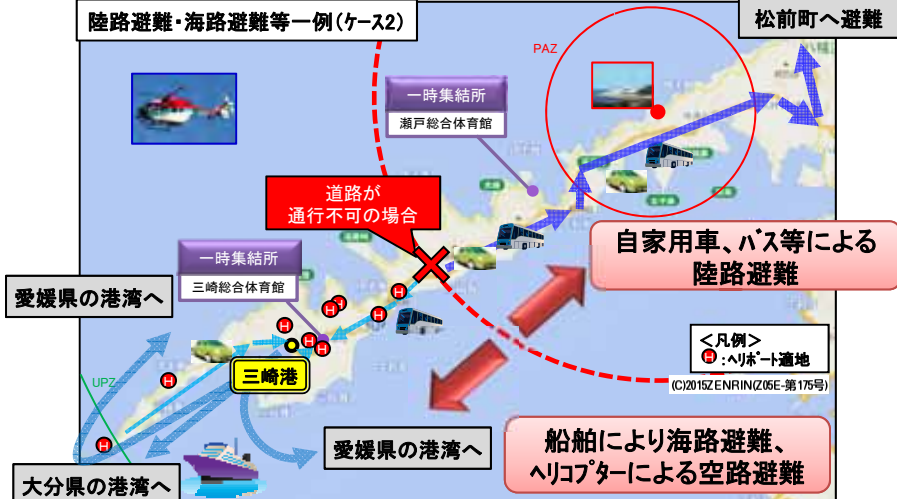 陸路避難・海路避難等一例(ケース2)
松前町へ避難
PAZ
一時集結所
瀬戸総合体育館
道路が
通行不可の場合
自家用車、バス等による
陸路避難
一時集結所
三崎総合体育館
愛媛県の港湾へ
H
H
H
H
H
H
H
H
H
三崎港
UPZ
<凡例>
H:ヘリポート適地
(C)2015ZENRIN(Z05E-第175号)
愛媛県の港湾へ
船舶により海路避難、
ヘリコプターによる空路避難
大分県の港湾へ